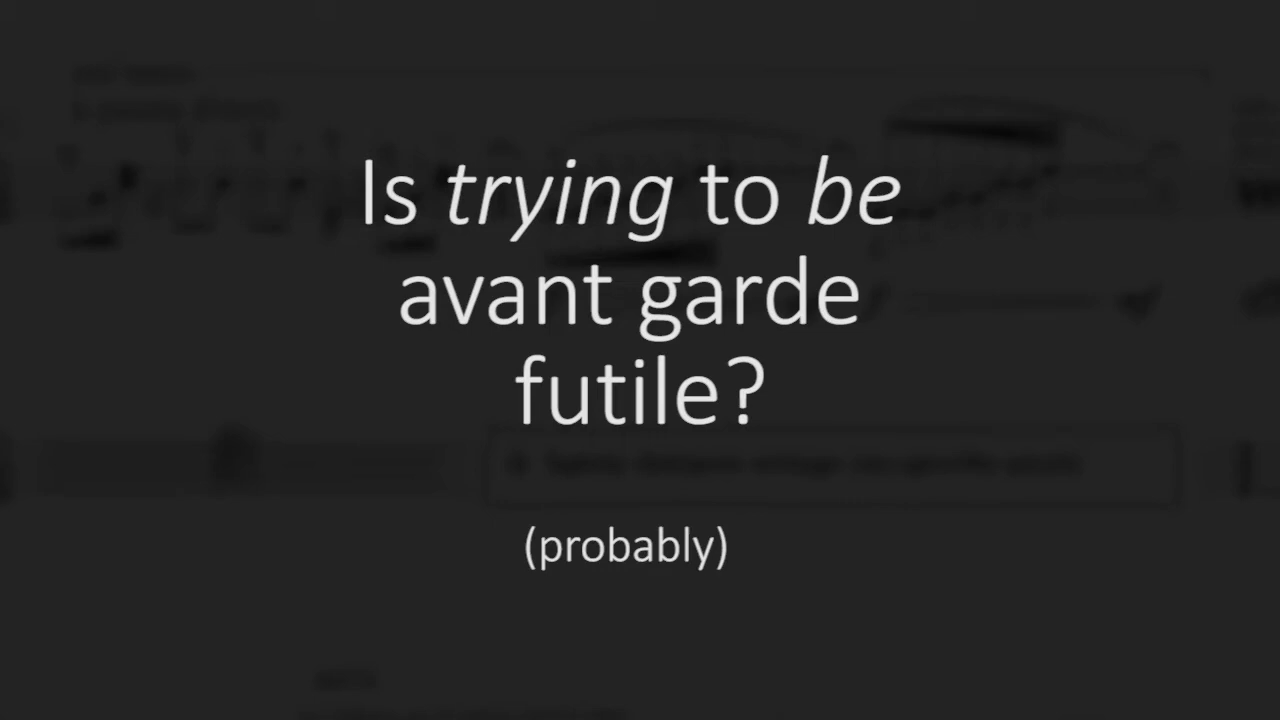 Is trying to be
avant garde
futile?
(probably)